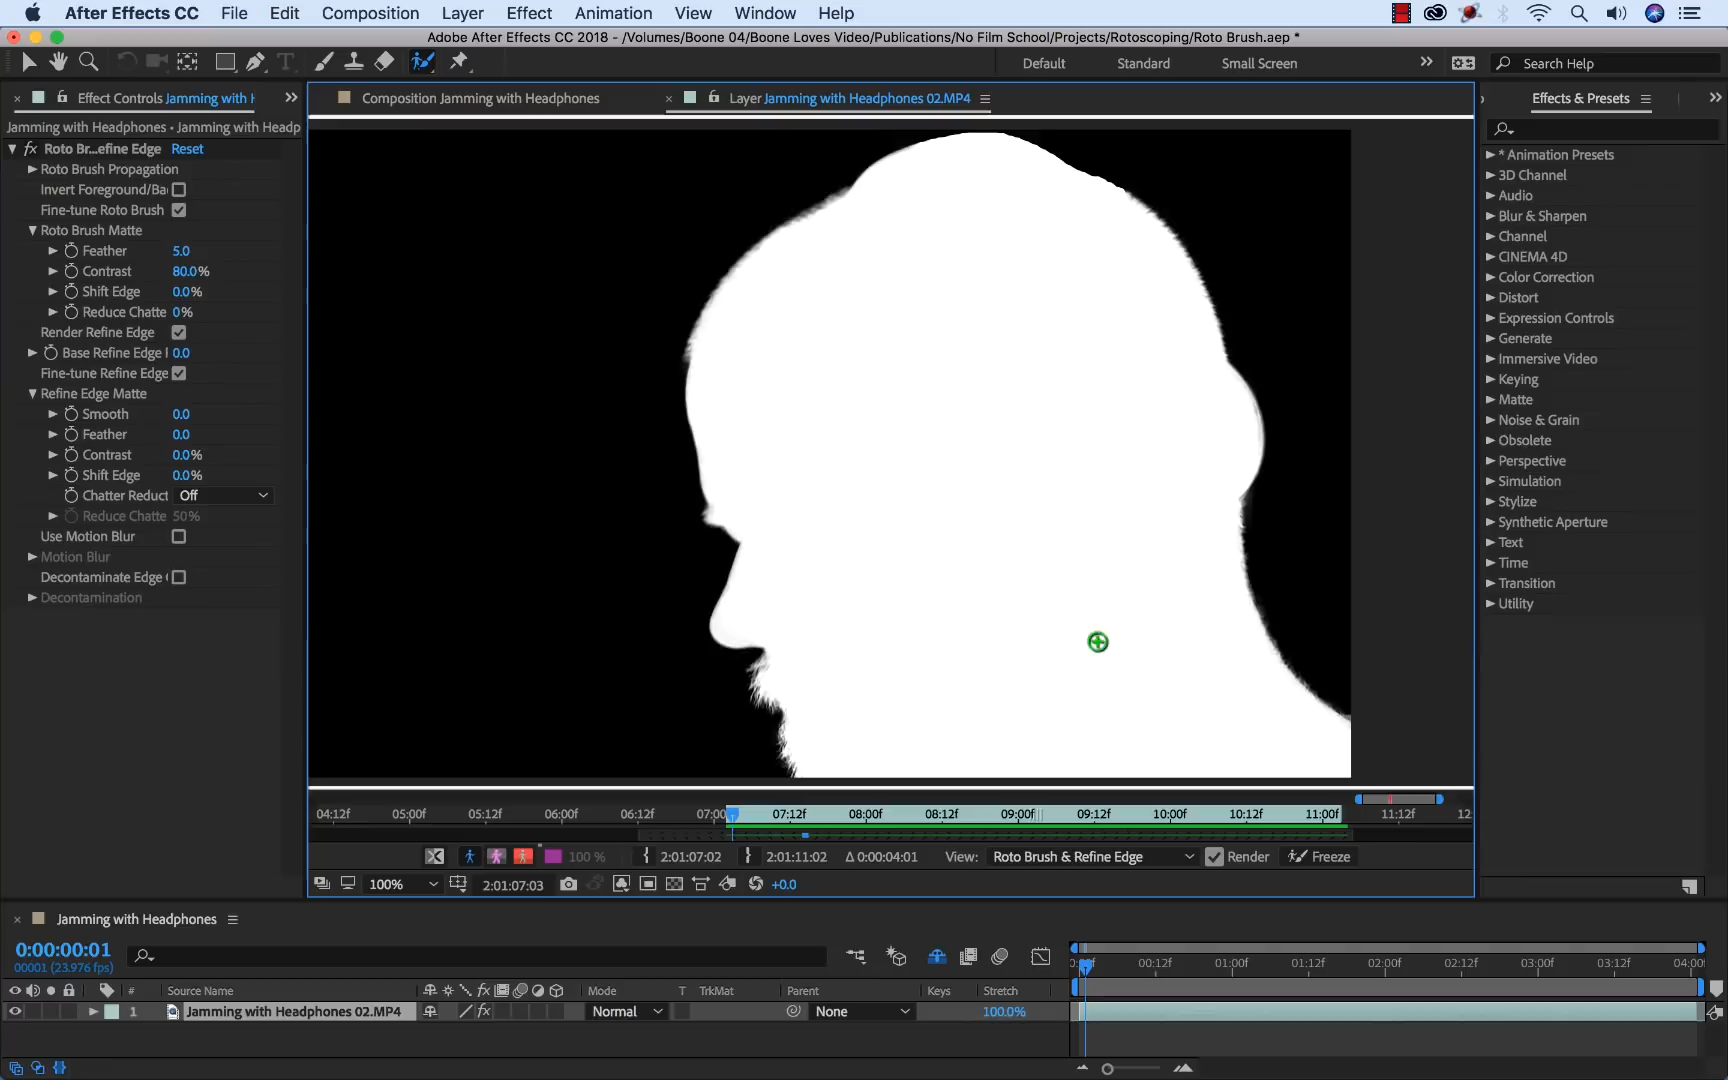 After Effects CC File Edit Composition Layer Effect Animation View Window Help
Adobe After Effects CC 2018 - /Volumes/Boone 04/Boone Loves Video/Publications/No Film School/Projects/Rotoscoping/Roto Brush.aep *
Default Standard Small Screen Search Help
Effect Controls Jamming with H
Composition Jamming with Headphones
Layer Jamming with Headphones 02.MP4
Effects & Presets
Jamming with Headphones • Jamming with Headp
fx Roto Br...efine Edge Reset
Roto Brush Propagation
Invert Foreground/Ba
Fine-tune Roto Brush
Roto Brush Matte
Feather 5.0
Contrast 80.0%
Shift Edge 0.0%
Reduce Chatte 0%
Render Refine Edge
Base Refine Edge 0.0
Fine-tune Refine Edge
Refine Edge Matte
Smooth 0.0
Feather 0.0
Contrast 0.0%
Shift Edge 0.0%
Chatter Reduct Off
Reduce Chatte 50%
Use Motion Blur
Motion Blur
Decontaminate Edge
Decontamination
* Animation Presets
3D Channel
Audio
Blur & Sharpen
Channel
CINEMA 4D
Color Correction
Distort
Expression Controls
Generate
Immersive Video
Keying
Matte
Noise & Grain
Obsolete
Perspective
Simulation
Stylize
Synthetic Aperture
Text
Time
Transition
Utility
04:12f 05:00f 05:12f 06:00f 06:12f 07:00 07:12f 08:00f 08:12f 09:00f 09:12f 10:00f 10:12f 11:00f 11:12f 12:
100 % 2:01:07:02 2:01:11:02 Δ 0:00:04:01 View: Roto Brush & Refine Edge Render Freeze
100% 2:01:07:03 +0.0
Jamming with Headphones
0:00:00:01
00001 (23.976 fps)
0:00f 00:12f 01:00f 01:12f 02:00f 02:12f 03:00f 03:12f 04:00
# Source Name fx Mode T TrkMat Parent Keys Stretch
1 Jamming with Headphones 02.MP4 fx Normal None 100.0%